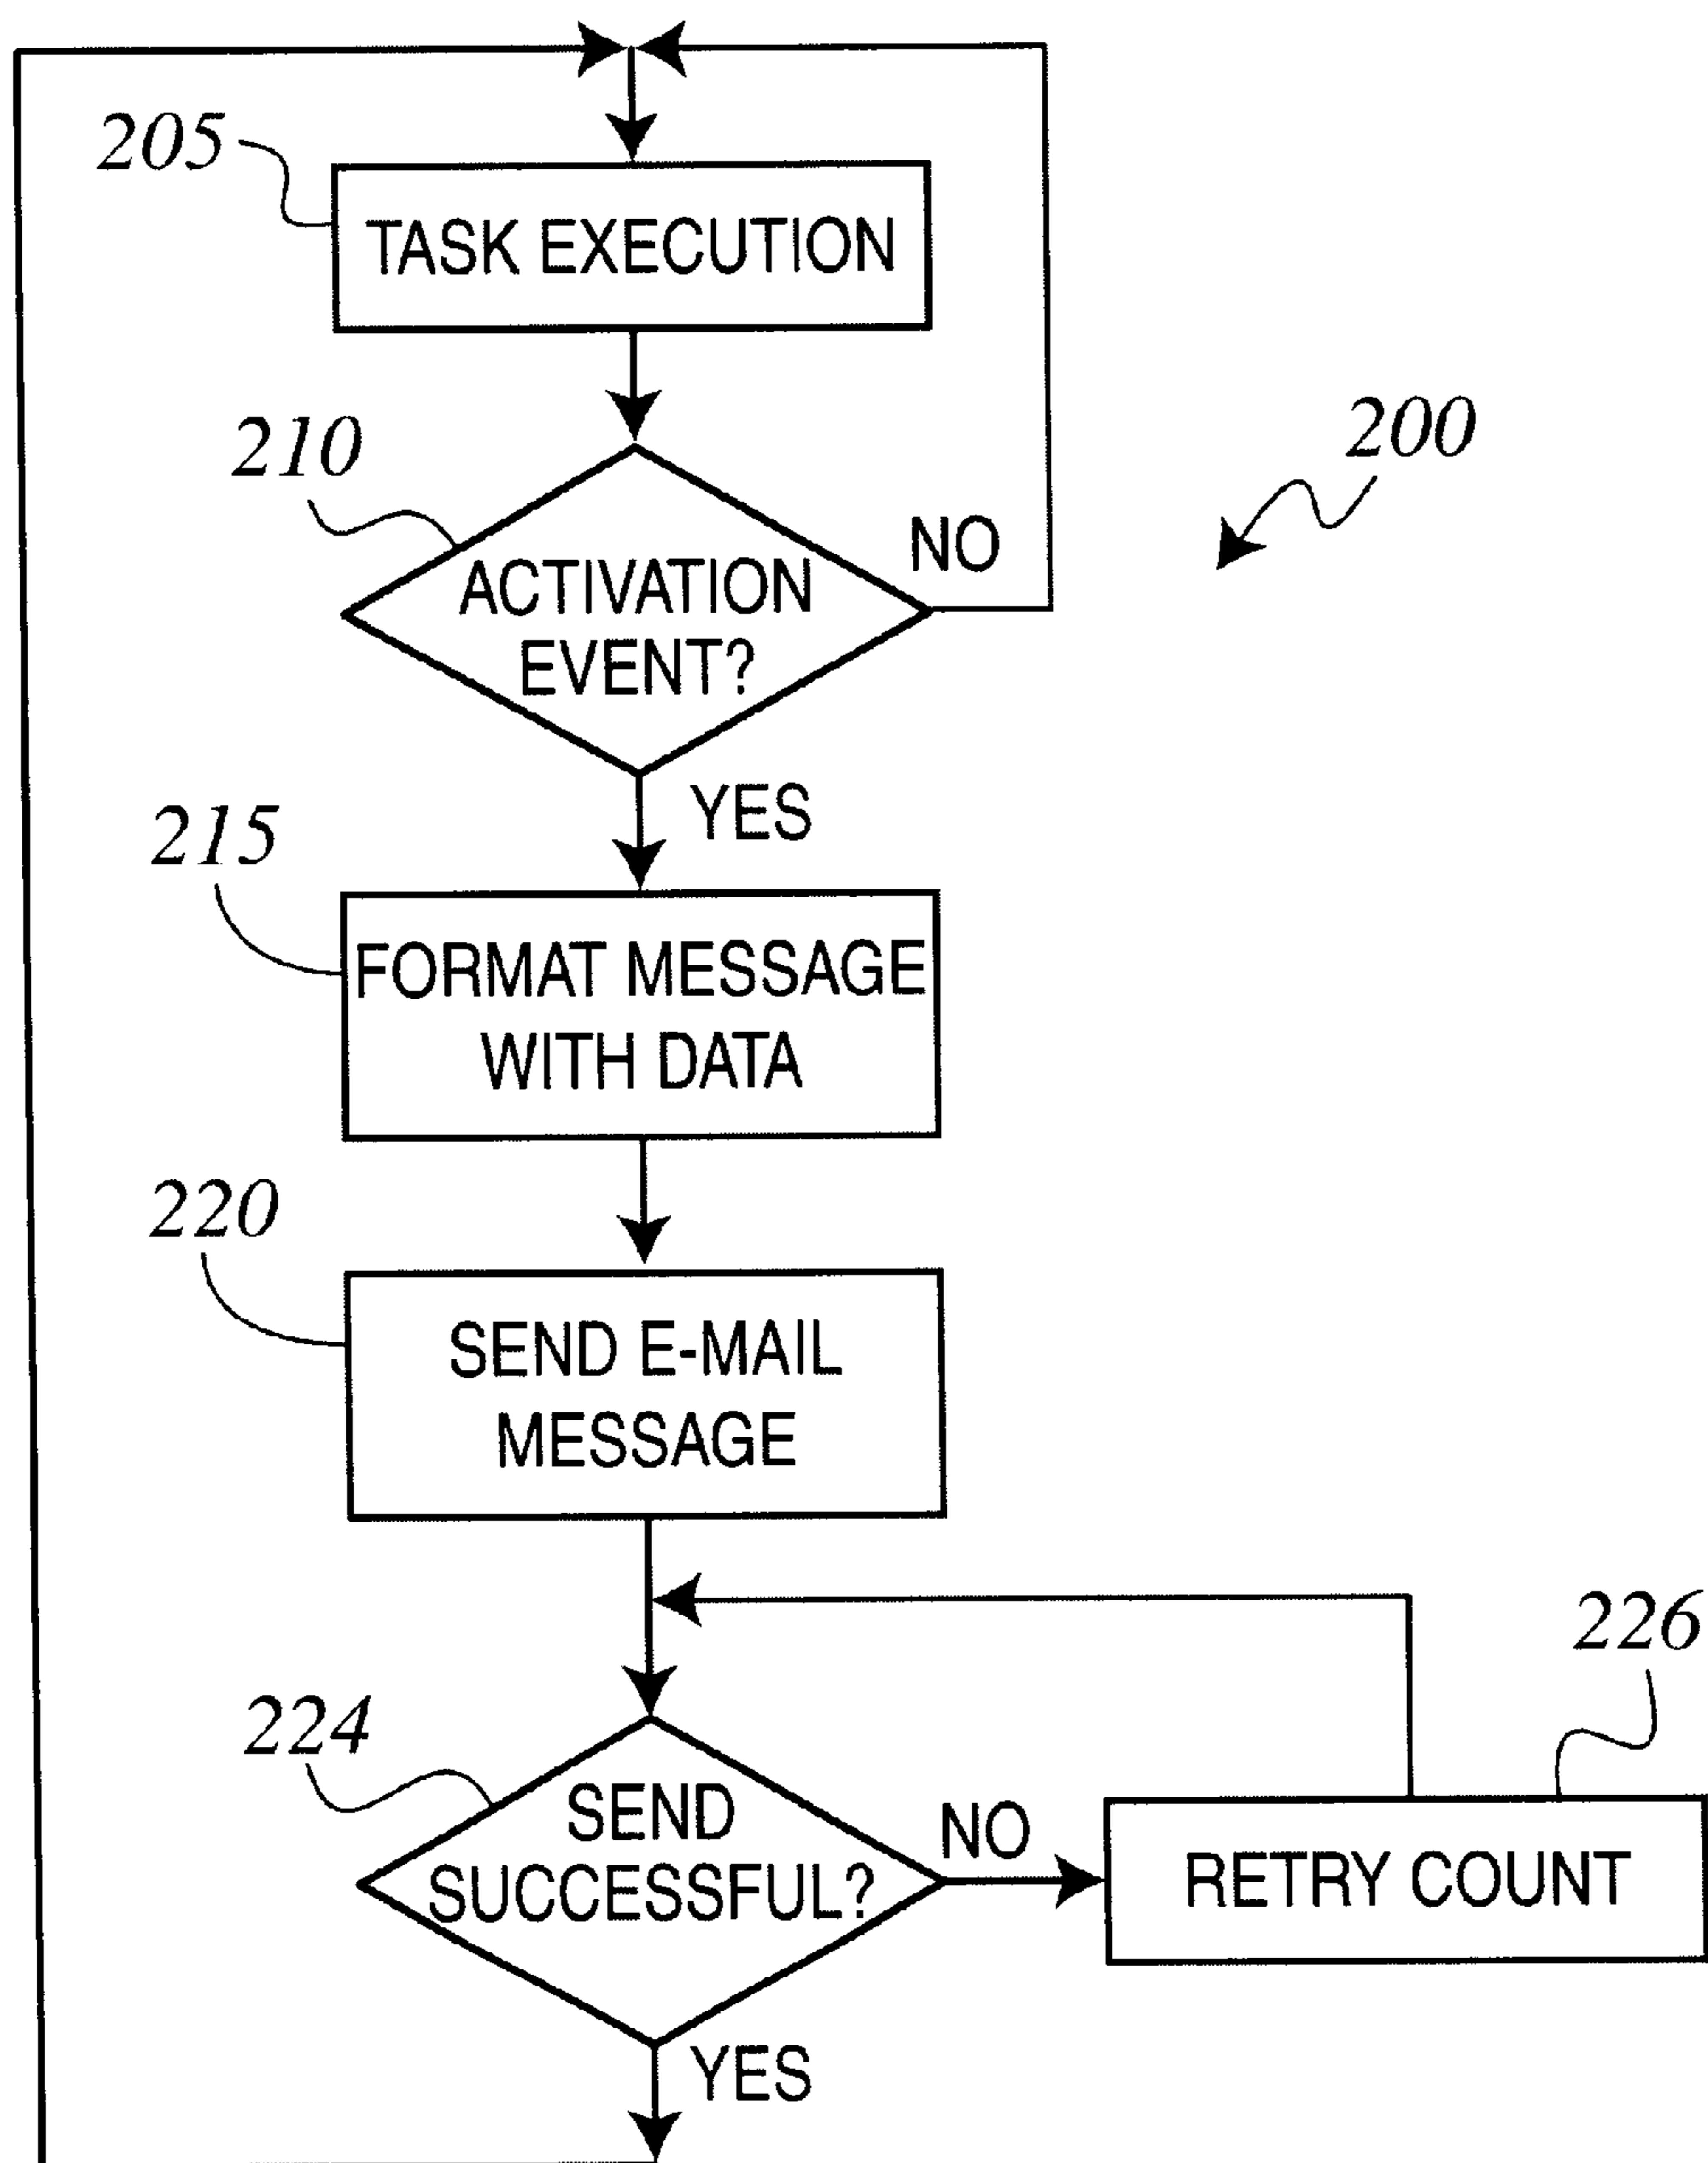 205
TASK EXECUTION
210
200
NO
ACTIVATION
EVENT?
YES
215
FORMAT MESSAGE
WITH DATA
220
SEND E-MAIL
MESSAGE
226
224
SEND
SUCCESSFUL?
NO
RETRY COUNT
YES